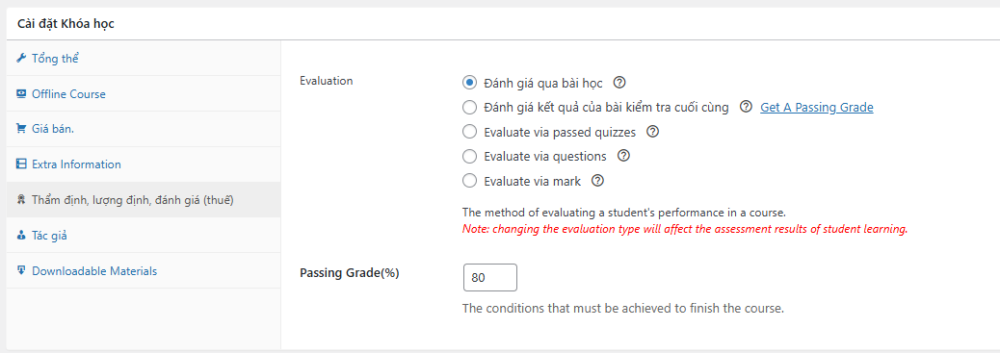 Cài đặt Khóa học
Tổng thể
Offline Course
Giá bán.
Extra Information
Thẩm định, lượng định, đánh giá (thuế)
Tác giả
Downloadable Materials
Evaluation
Đánh giá qua bài học
Đánh giá kết quả của bài kiểm tra cuối cùng Get A Passing Grade
Evaluate via passed quizzes
Evaluate via questions
Evaluate via mark
The method of evaluating a student's performance in a course.
Note: changing the evaluation type will affect the assessment results of student learning.
Passing Grade(%)
80
The conditions that must be achieved to finish the course.